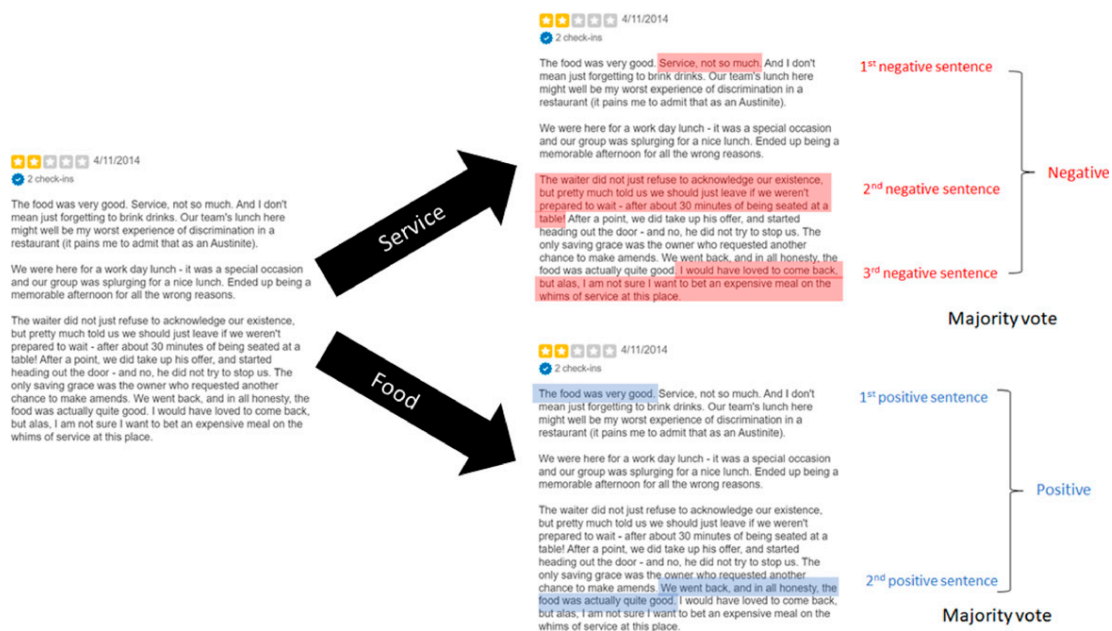 4/11/2014
2 check-ins
The food was very good. Service, not so much. And I don't
mean just forgetting to brink drinks. Our team's lunch here
might well be my worst experience of discrimination in a
restaurant (it pains me to admit that as an Austinite).
We were here for a work day lunch - it was a special occasion
and our group was splurging for a nice lunch. Ended up being a
memorable afternoon for all the wrong reasons.
The waiter did not just refuse to acknowledge our existence,
but pretty much told us we should just leave if we weren't
prepared to wait - after about 30 minutes of being seated at a
table! After a point, we did take up his offer, and started
heading out the door - and no, he did not try to stop us. The
only saving grace was the owner who requested another
chance to make amends. We went back, and in all honesty, the
food was actually quite good. I would have loved to come back,
but alas, I am not sure I want to bet an expensive meal on the
whims of service at this place.
Service
Food
4/11/2014
2 check-ins
The food was very good. Service, not so much. And I don't
mean just forgetting to brink drinks. Our team's lunch here
might well be my worst experience of discrimination in a
restaurant (it pains me to admit that as an Austinite).
We were here for a work day lunch - it was a special occasion
and our group was splurging for a nice lunch. Ended up being a
memorable afternoon for all the wrong reasons.
The waiter did not just refuse to acknowledge our existence,
but pretty much told us we should just leave if we weren't
prepared to wait - after about 30 minutes of being seated at a
table! After a point, we did take up his offer, and started
heading out the door - and no, he did not try to stop us. The
only saving grace was the owner who requested another
chance to make amends. We went back, and in all honesty, the
food was actually quite good. I would have loved to come back,
but alas, I am not sure I want to bet an expensive meal on the
whims of service at this place.
1st negative sentence
2nd negative sentence
3rd negative sentence
Negative
Majority vote
4/11/2014
2 check-ins
The food was very good. Service, not so much. And I don't
mean just forgetting to brink drinks. Our team's lunch here
might well be my worst experience of discrimination in a
restaurant (it pains me to admit that as an Austinite).
We were here for a work day lunch - it was a special occasion
and our group was splurging for a nice lunch. Ended up being a
memorable afternoon for all the wrong reasons.
The waiter did not just refuse to acknowledge our existence,
but pretty much told us we should just leave if we weren't
prepared to wait - after about 30 minutes of being seated at a
table! After a point, we did take up his offer, and started
heading out the door - and no, he did not try to stop us. The
only saving grace was the owner who requested another
chance to make amends. We went back, and in all honesty, the
food was actually quite good. I would have loved to come back,
but alas, I am not sure I want to bet an expensive meal on the
whims of service at this place.
1st positive sentence
2nd positive sentence
Positive
Majority vote